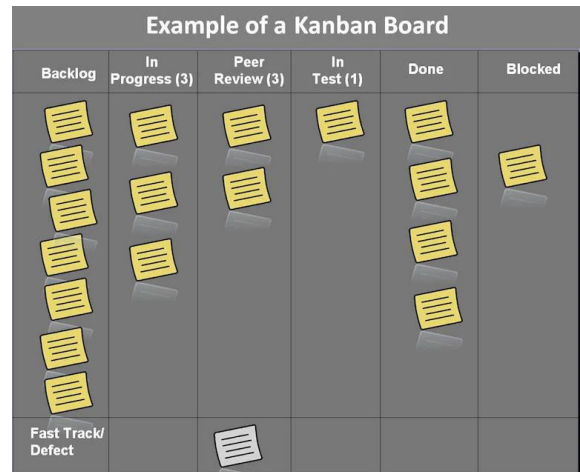 Example of a Kanban Board
Backlog
In
Progress (3)
Peer
Review (3)
In
Test (1)
Done
Blocked
Fast Track/
Defect